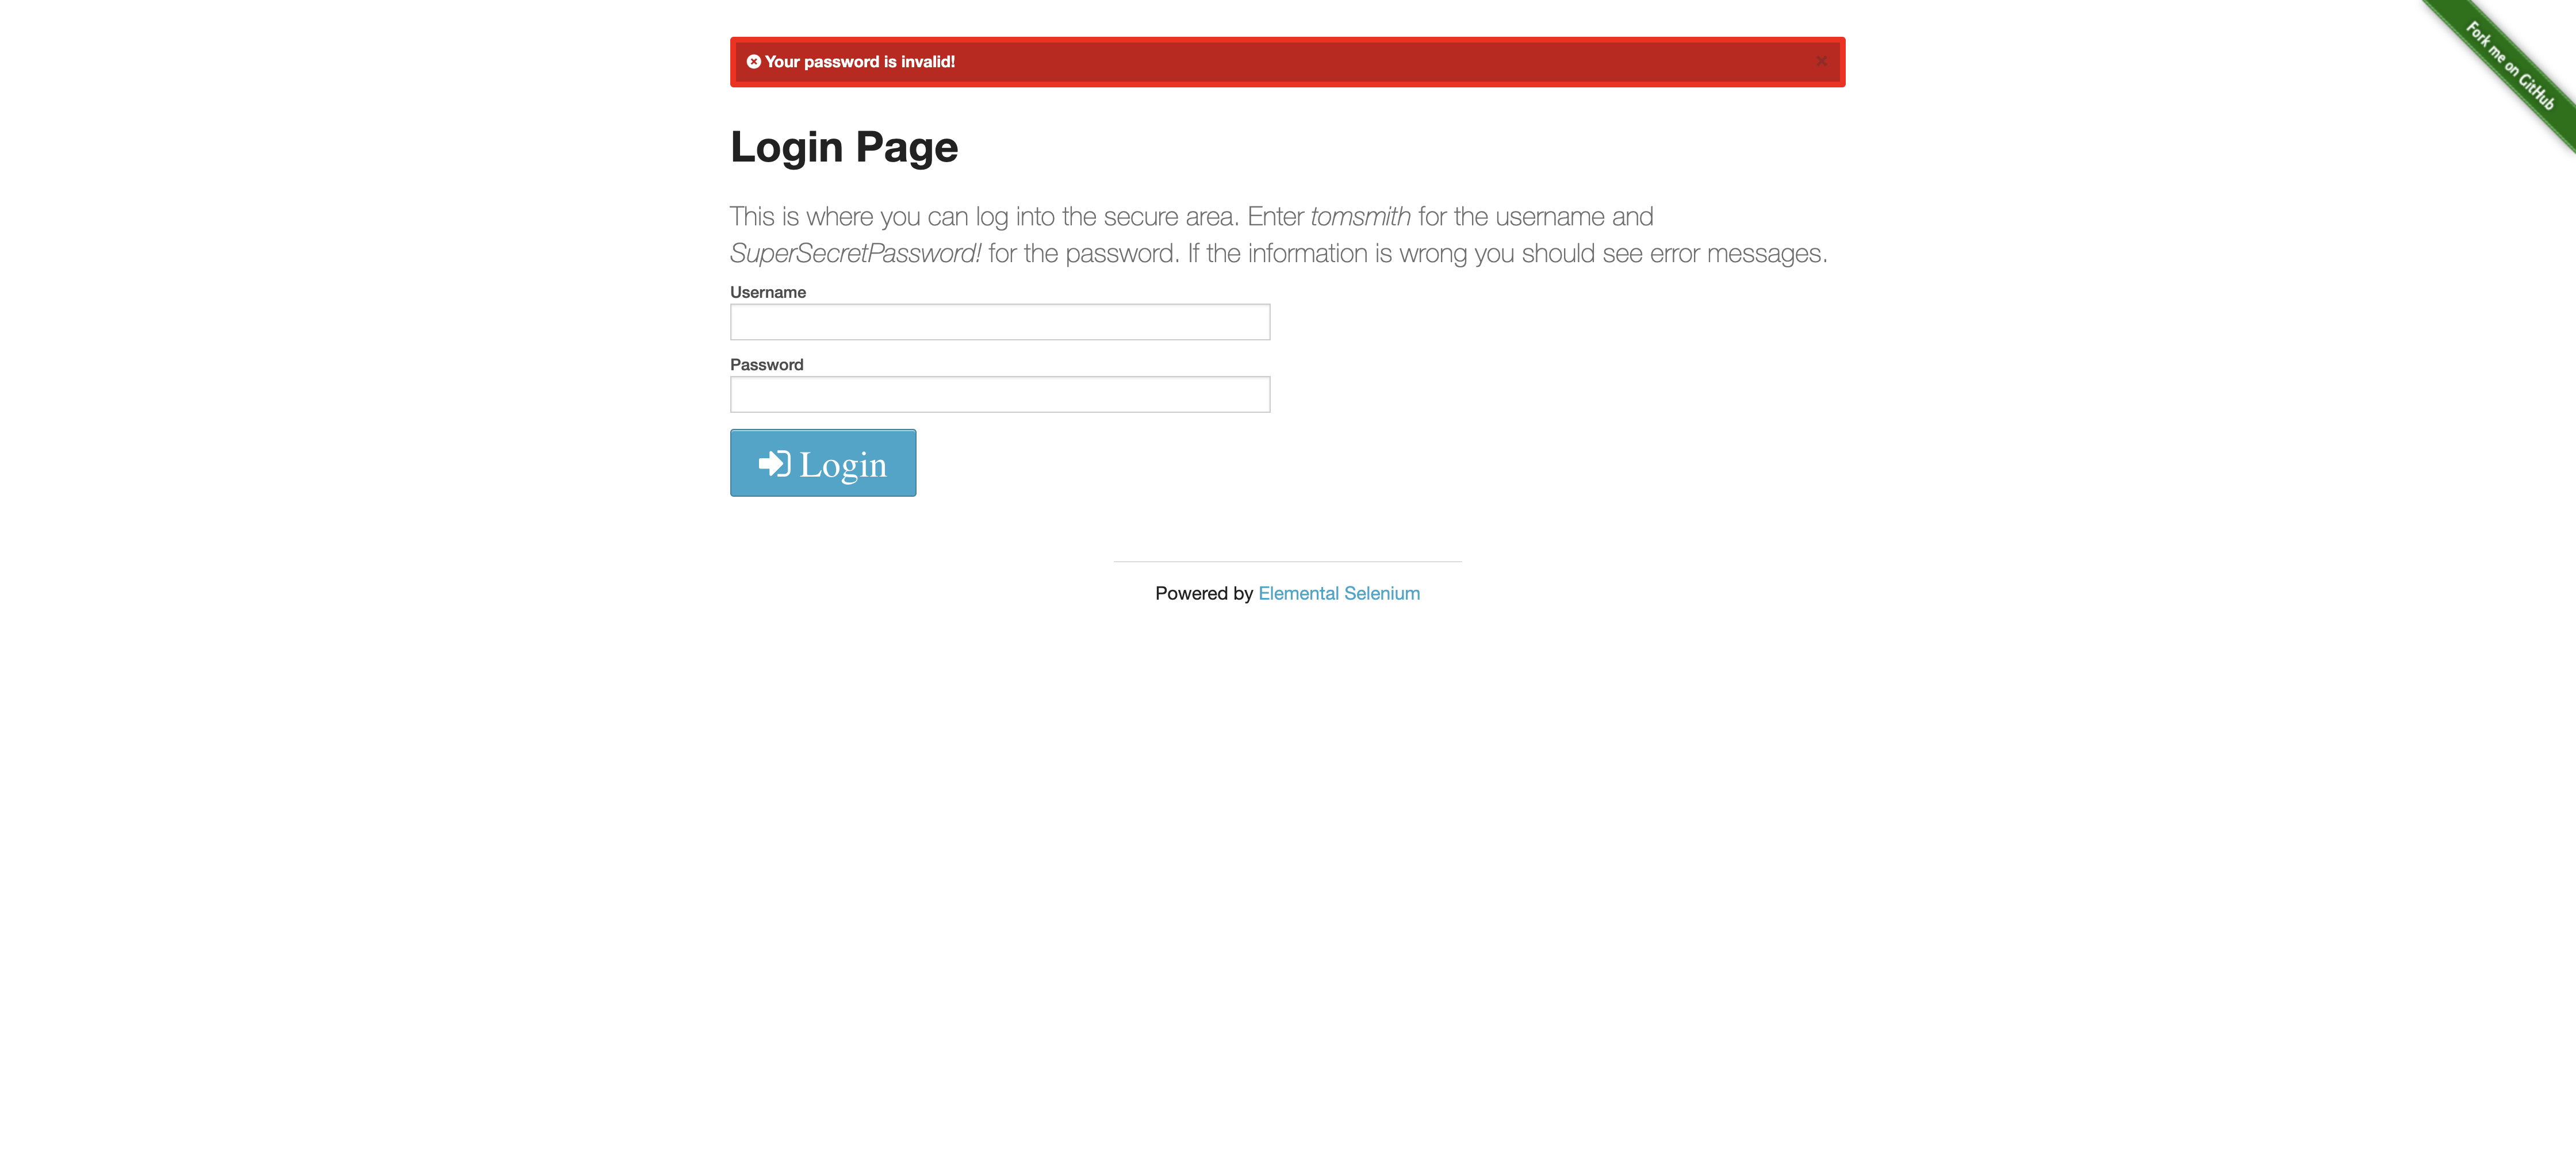 Your password is invalid!
Fork me on GitHub
Login Page
This is where you can log into the secure area. Enter tomsmith for the username and
SuperSecretPassword! for the password. If the information is wrong you should see error messages.
Username
Password
Login
Powered by Elemental Selenium